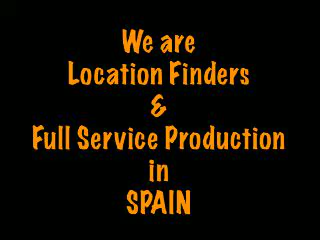 We are
Location Finders
&
Full Service Production
in
SPAIN